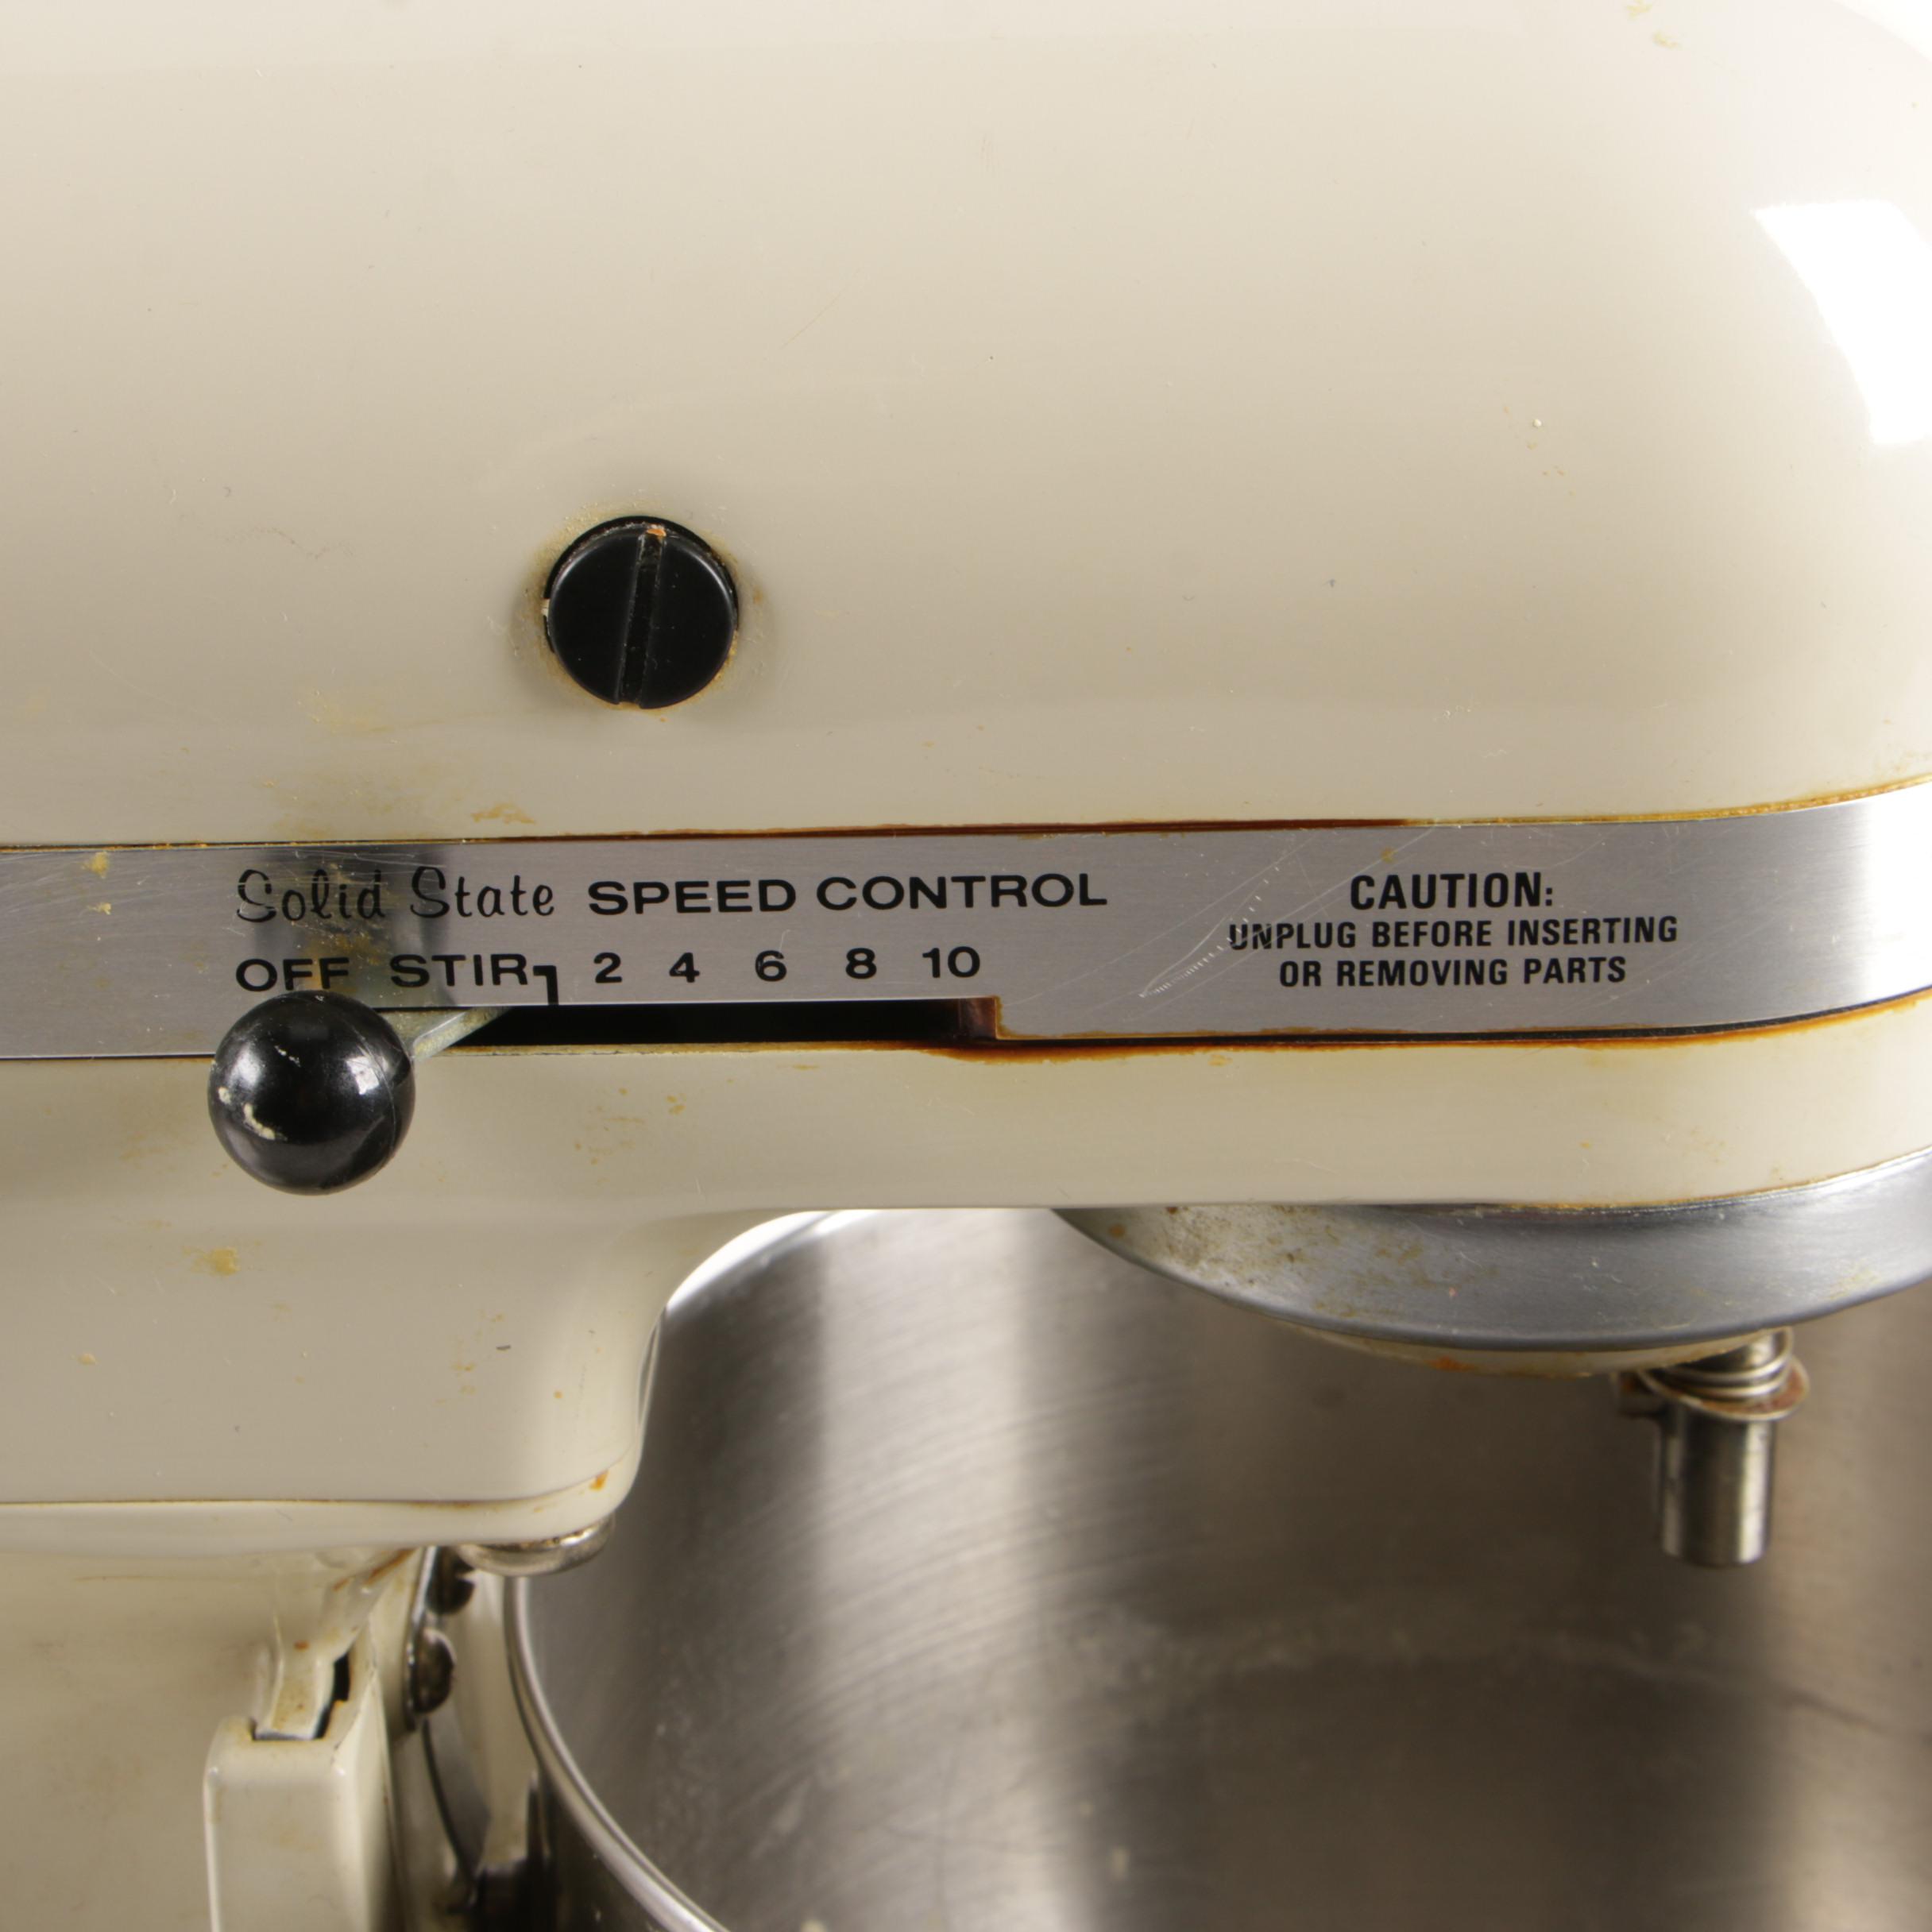 Solid State SPEED CONTROL
OFF STIR 2 4 6 8 10
CAUTION:
UNPLUG BEFORE INSERTING
OR REMOVING PARTS